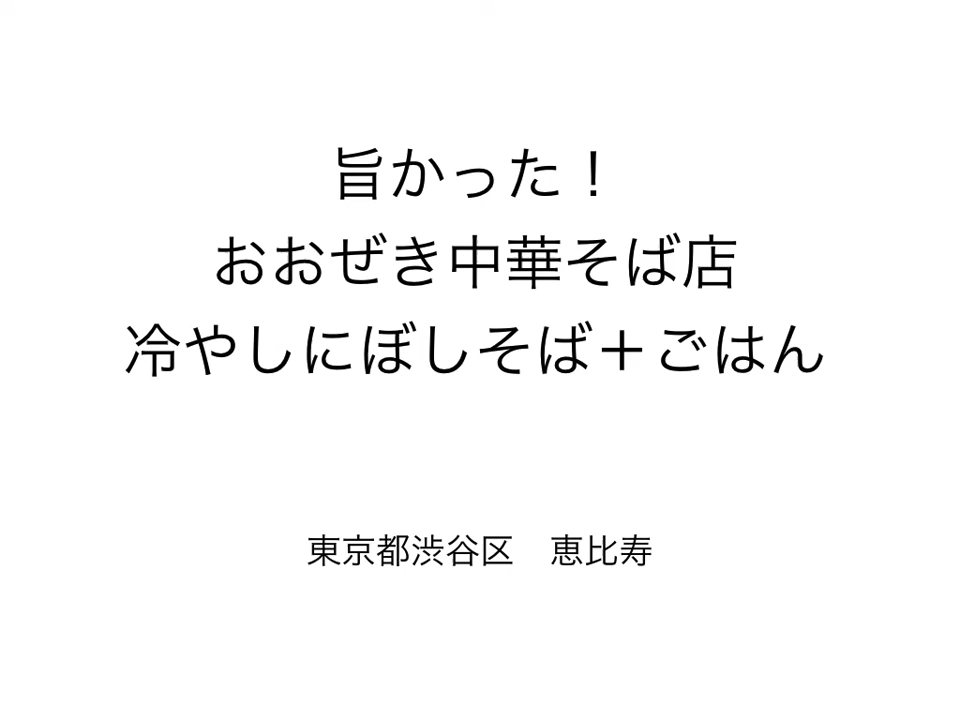 旨かった！
おおぜき中華そば店
冷やしにぼしそば＋ごはん
東京都渋谷区　恵比寿